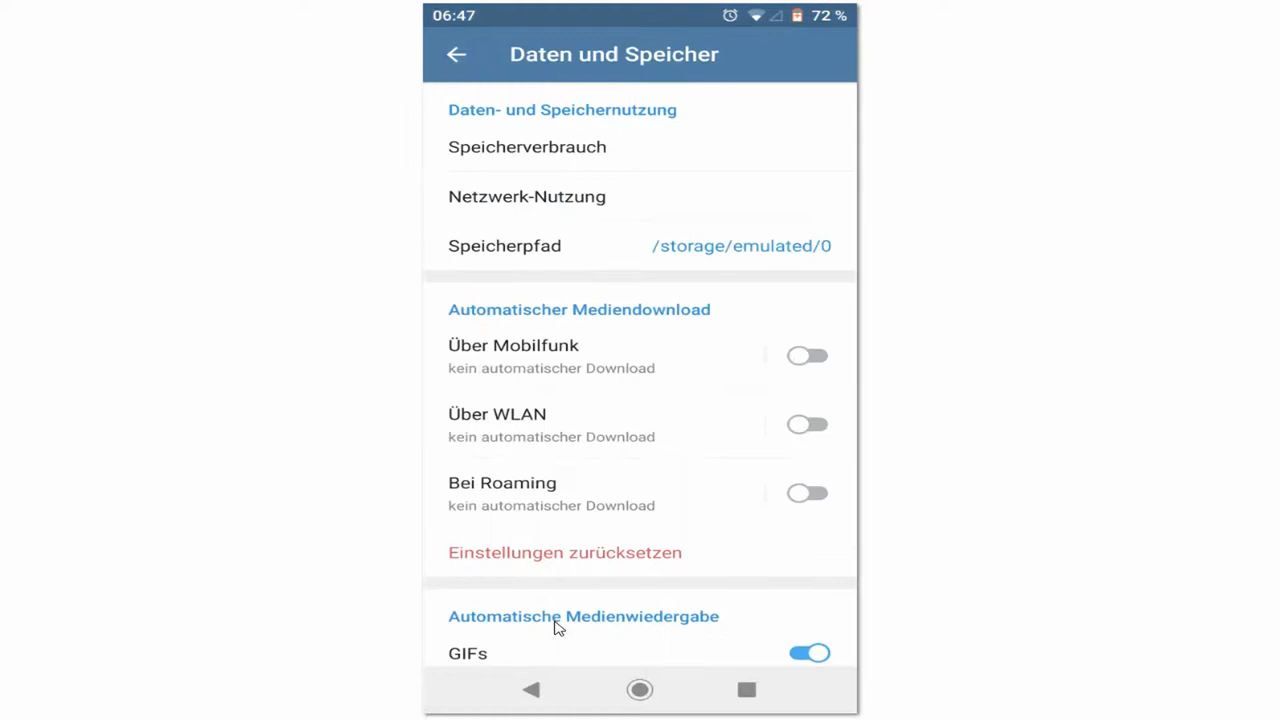 06:47
72 %
Daten und Speicher
Daten- und Speichernutzung
Speicherverbrauch
Netzwerk-Nutzung
Speicherpfad /storage/emulated/0
Automatischer Mediendownload
Über Mobilfunk
kein automatischer Download
Über WLAN
kein automatischer Download
Bei Roaming
kein automatischer Download
Einstellungen zurücksetzen
Automatische Medienwiedergabe
GIFs